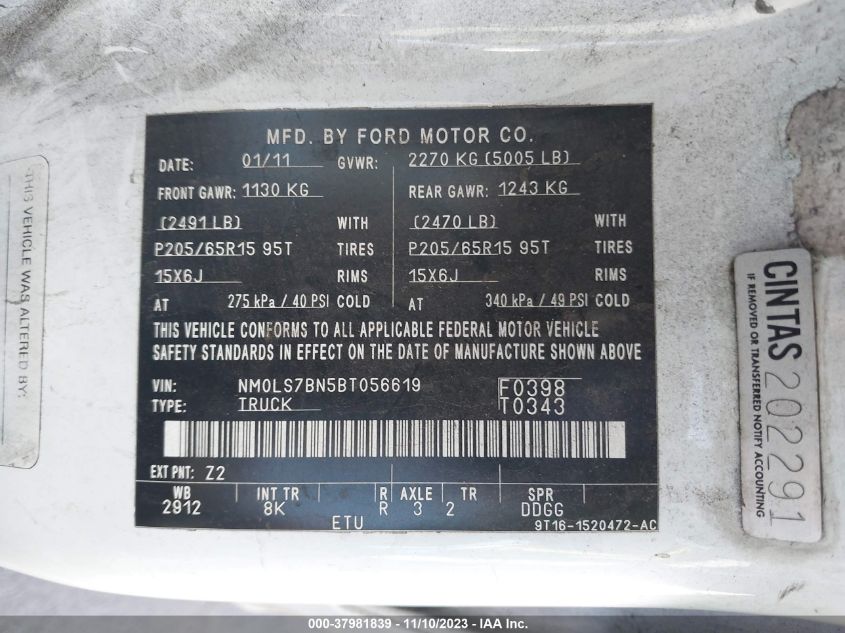 MFD. BY FORD MOTOR CO.
DATE: 01/11 GVWR: 2270 KG (5005 LB)
FRONT GAWR: 1130 KG REAR GAWR: 1243 KG
(2491 LB) WITH (2470 LB) WITH
P205/65R15 95T TIRES P205/65R15 95T TIRES
15X6J RIMS 15X6J RIMS
AT 275 kPa / 40 PSI COLD AT 340 kPa / 49 PSI COLD
THIS VEHICLE CONFORMS TO ALL APPLICABLE FEDERAL MOTOR VEHICLE
SAFETY STANDARDS IN EFFECT ON THE DATE OF MANUFACTURE SHOWN ABOVE
VIN: NM0LS7BN5BT056619 F0398
TYPE: TRUCK T0343
EXT PNT: Z2
WB INT TR R AXLE TR SPR
2912 8K R 3 2 DDGG
ETU 9T16-1520472-AC
THIS VEHICLE WAS ALTERED BY:
CINTAS 202291
IF REMOVED OR TRANSFERRED NOTIFY ACCOUNTING
000-37981839 - 11/10/2023 - IAAI Inc.